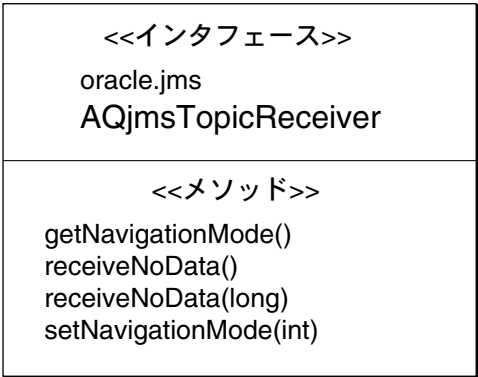 <<インタフェース>>
oracle.jms
AQjmsTopicReceiver
<<メソッド>>
getNavigationMode()
receiveNoData()
receiveNoData(long)
setNavigationMode(int)